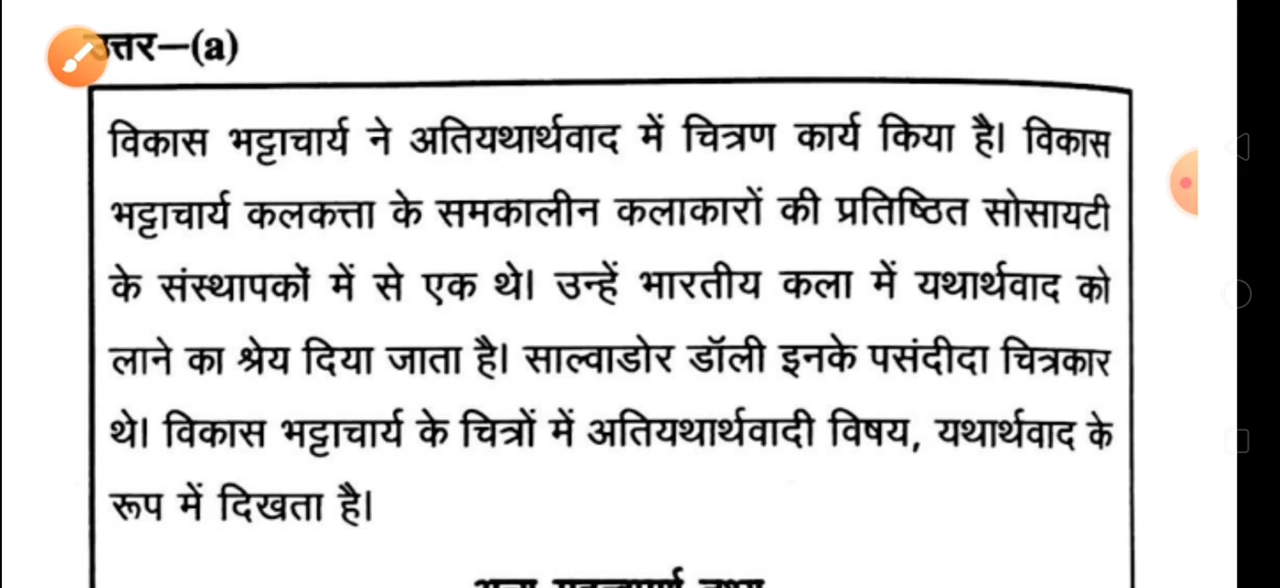 उत्तर–(a)
विकास भट्टाचार्य ने अतियथार्थवाद में चित्रण कार्य किया है। विकास
भट्टाचार्य कलकत्ता के समकालीन कलाकारों की प्रतिष्ठित सोसायटी
के संस्थापकों में से एक थे। उन्हें भारतीय कला में यथार्थवाद को
लाने का श्रेय दिया जाता है। साल्वाडोर डॉली इनके पसंदीदा चित्रकार
थे। विकास भट्टाचार्य के चित्रों में अतियथार्थवादी विषय, यथार्थवाद के
रूप में दिखता है।